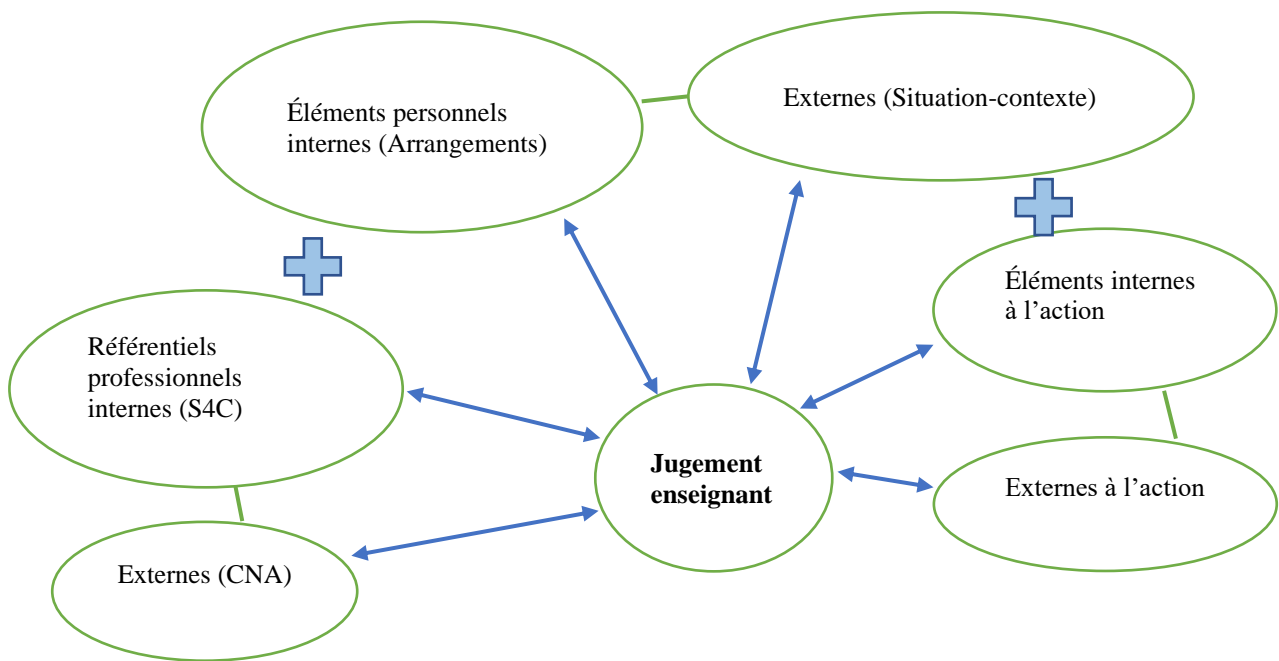 Éléments personnels
internes (Arrangements)
Externes (Situation-contexte)
Éléments internes
à l’action
Référentiels
professionnels
internes (S4C)
Jugement
enseignant
Externes à l’action
Externes (CNA)